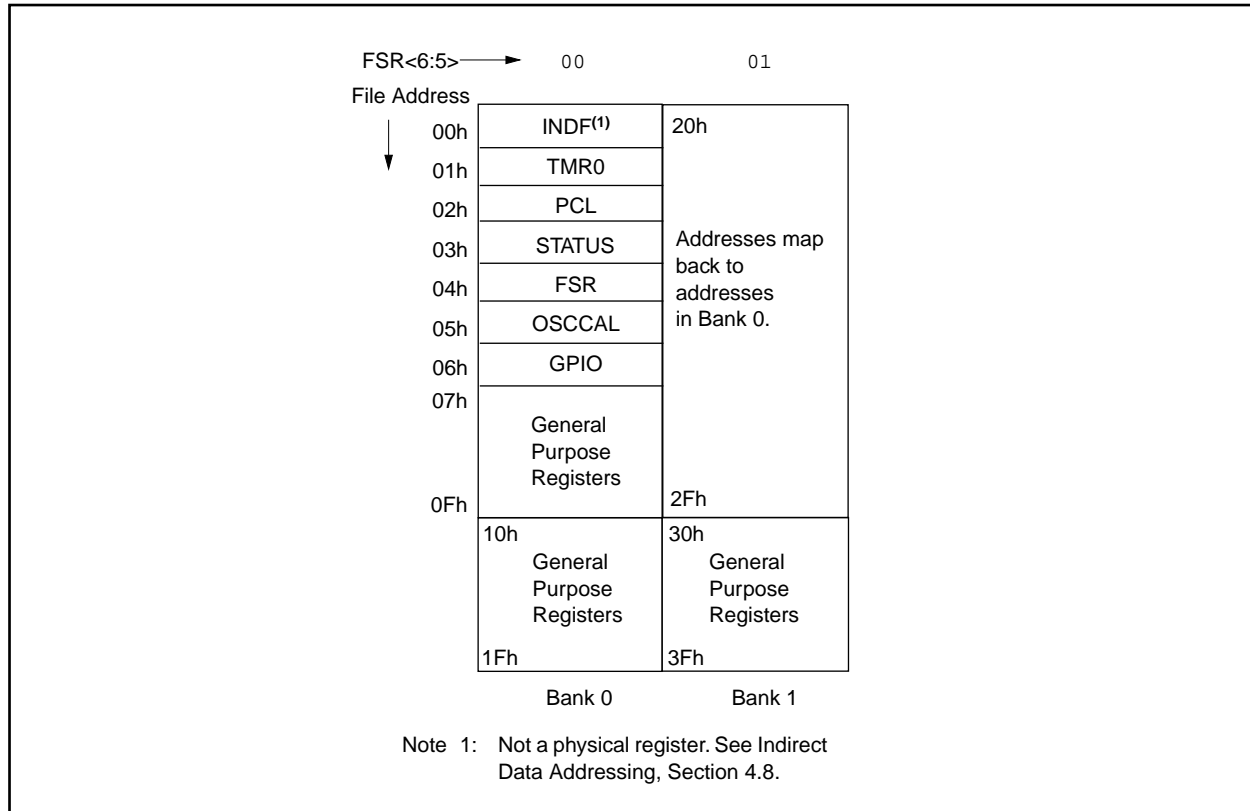 FSR<6:5> 00 01
File Address
00h INDF(1) 20h
01h TMR0
02h PCL
03h STATUS
04h FSR
05h OSCCAL
06h GPIO
07h
Addresses map
back to
addresses
in Bank 0.
General
Purpose
Registers
0Fh 2Fh
10h
General
Purpose
Registers
1Fh
30h
General
Purpose
Registers
3Fh
Bank 0 Bank 1
Note 1: Not a physical register. See Indirect
Data Addressing, Section 4.8.